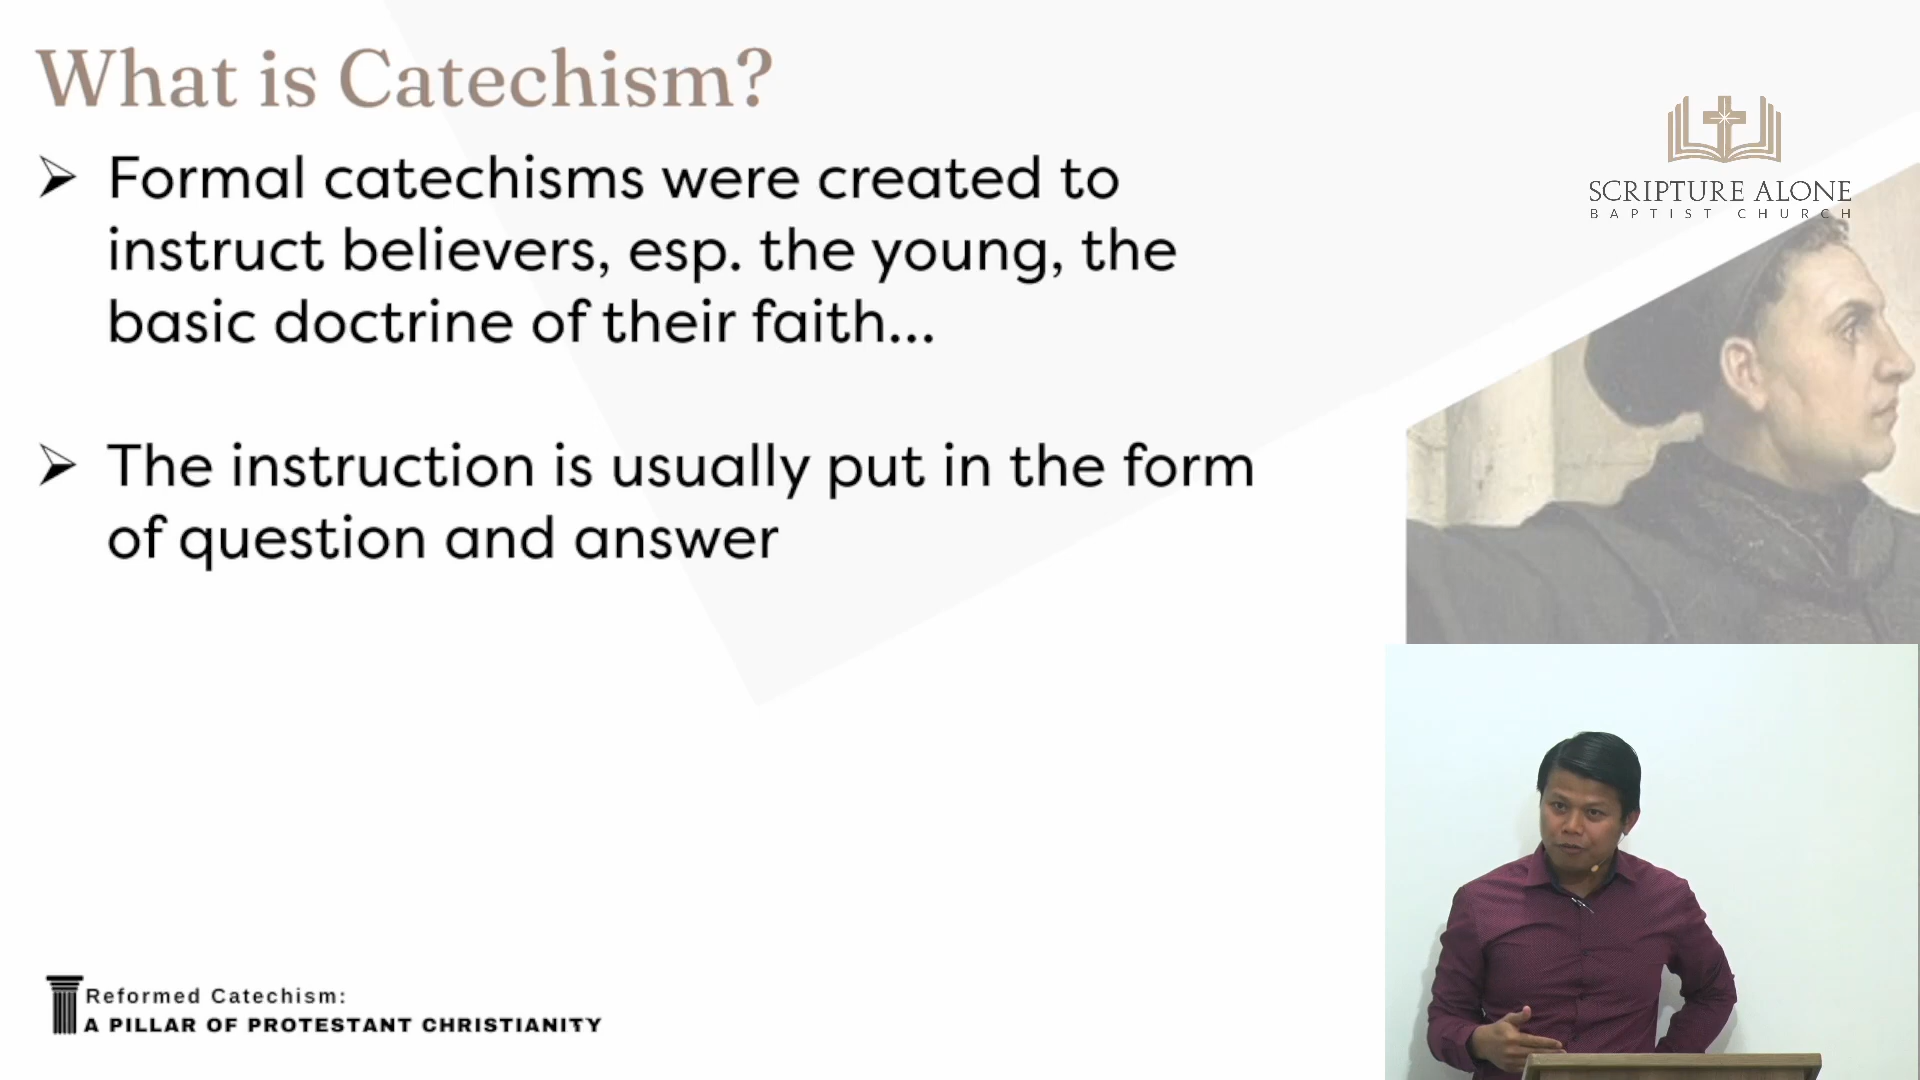 What is Catechism?
SCRIPTURE ALONE
BAPTIST CHURCH
➢ Formal catechisms were created to
instruct believers, esp. the young, the
basic doctrine of their faith...
➢ The instruction is usually put in the form
of question and answer
Reformed Catechism:
A PILLAR OF PROTESTANT CHRISTIANITY